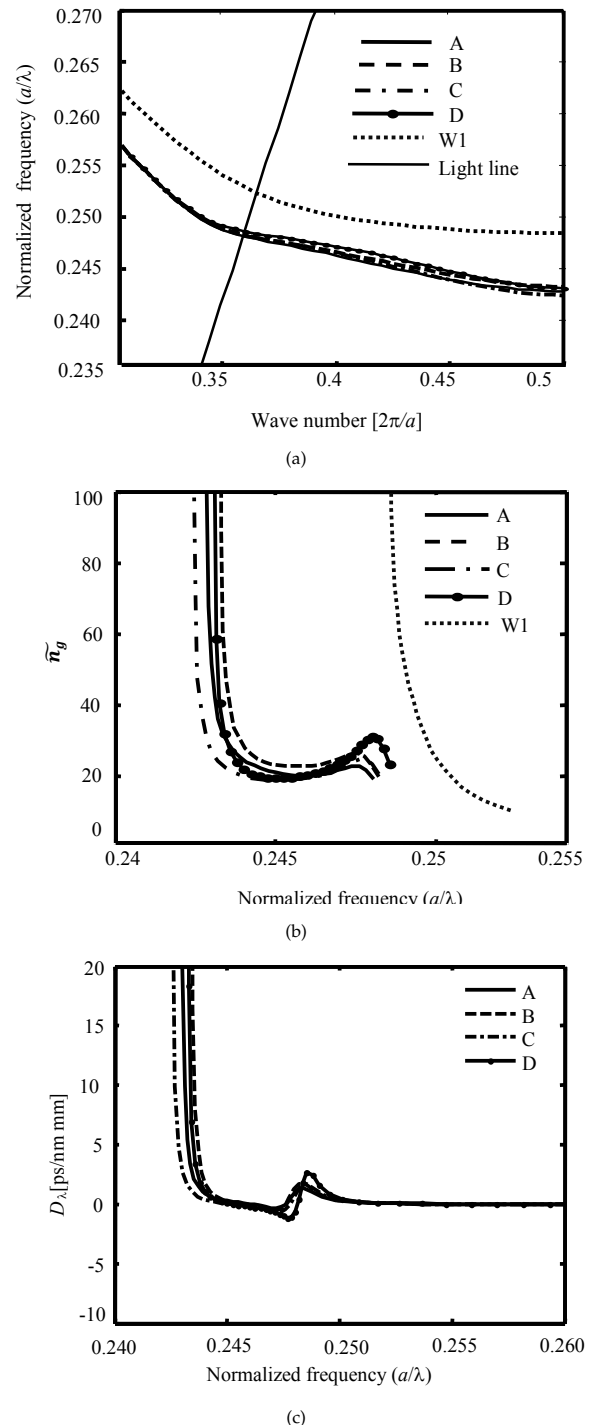 0.270
0.265
0.260
0.255
0.250
0.245
0.240
0.235
Normalized frequency (a/λ)
A
B
C
D
W1
Light line
0.35
0.4
0.45
0.5
Wave number [2π/a]
(a)
100
80
60
40
20
0
ñg
A
B
C
D
W1
0.24
0.245
0.25
0.255
Normalized frequency (a/λ)
(b)
20
15
10
5
0
-5
-10
Dλ[ps/nm mm]
A
B
C
D
0.240
0.245
0.250
0.255
0.260
Normalized frequency (a/λ)
(c)